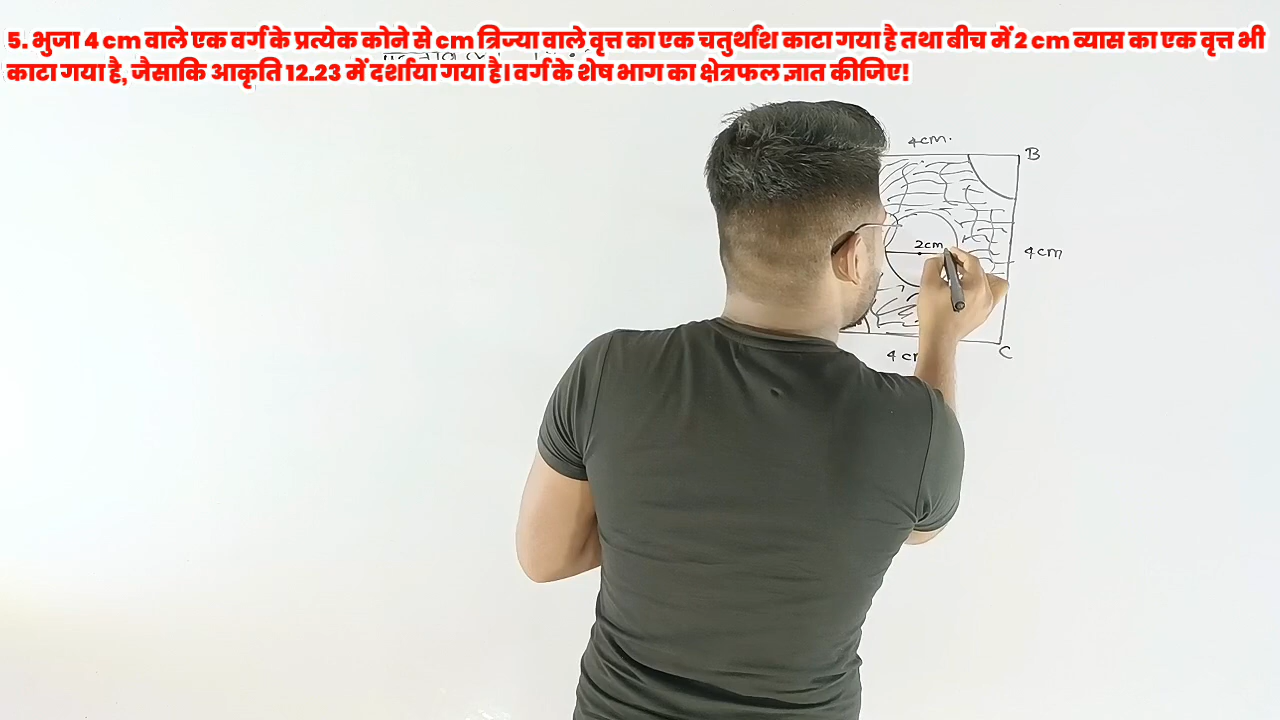 5. भुजा 4 cm वाले एक वर्ग के प्रत्येक कोने से cm त्रिज्या वाले वृत्त का एक चतुर्थांश काटा गया है तथा बीच में 2 cm व्यास का एक वृत्त भी
काटा गया है, जैसाकि आकृति 12.23 में दर्शाया गया है। वर्ग के शेष भाग का क्षेत्रफल ज्ञात कीजिए!
4cm.
B
2cm
4cm
4
C